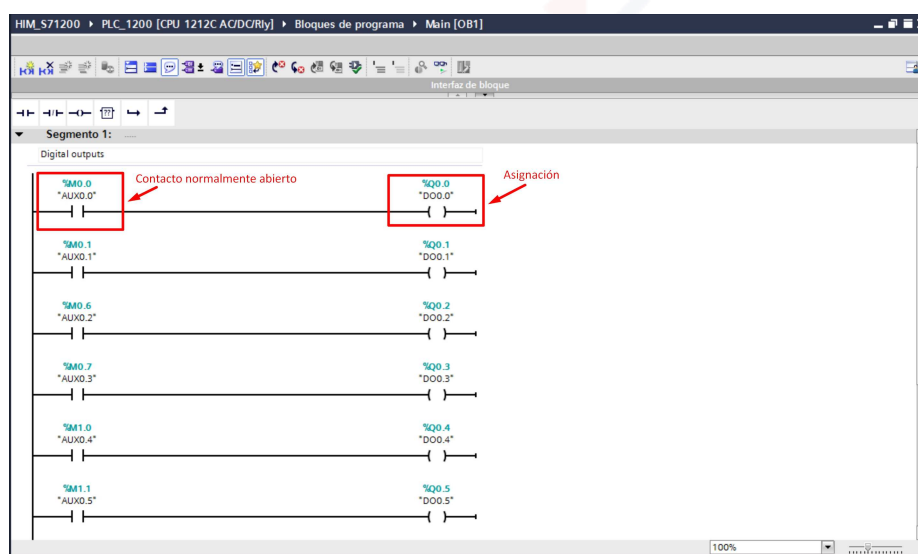 HIM_S71200 ▸ PLC_1200 [CPU 1212C AC/DC/Rly] ▸ Bloques de programa ▸ Main [OB1]
Interfaz de bloque
Segmento 1:
Digital outputs
%M0.0
"AUX0.0"
Contacto normalmente abierto
%Q0.0
"DO0.0"
Asignación
%M0.1
"AUX0.1"
%Q0.1
"DO0.1"
%M0.6
"AUX0.2"
%Q0.2
"DO0.2"
%M0.7
"AUX0.3"
%Q0.3
"DO0.3"
%M1.0
"AUX0.4"
%Q0.4
"DO0.4"
%M1.1
"AUX0.5"
%Q0.5
"DO0.5"
100%